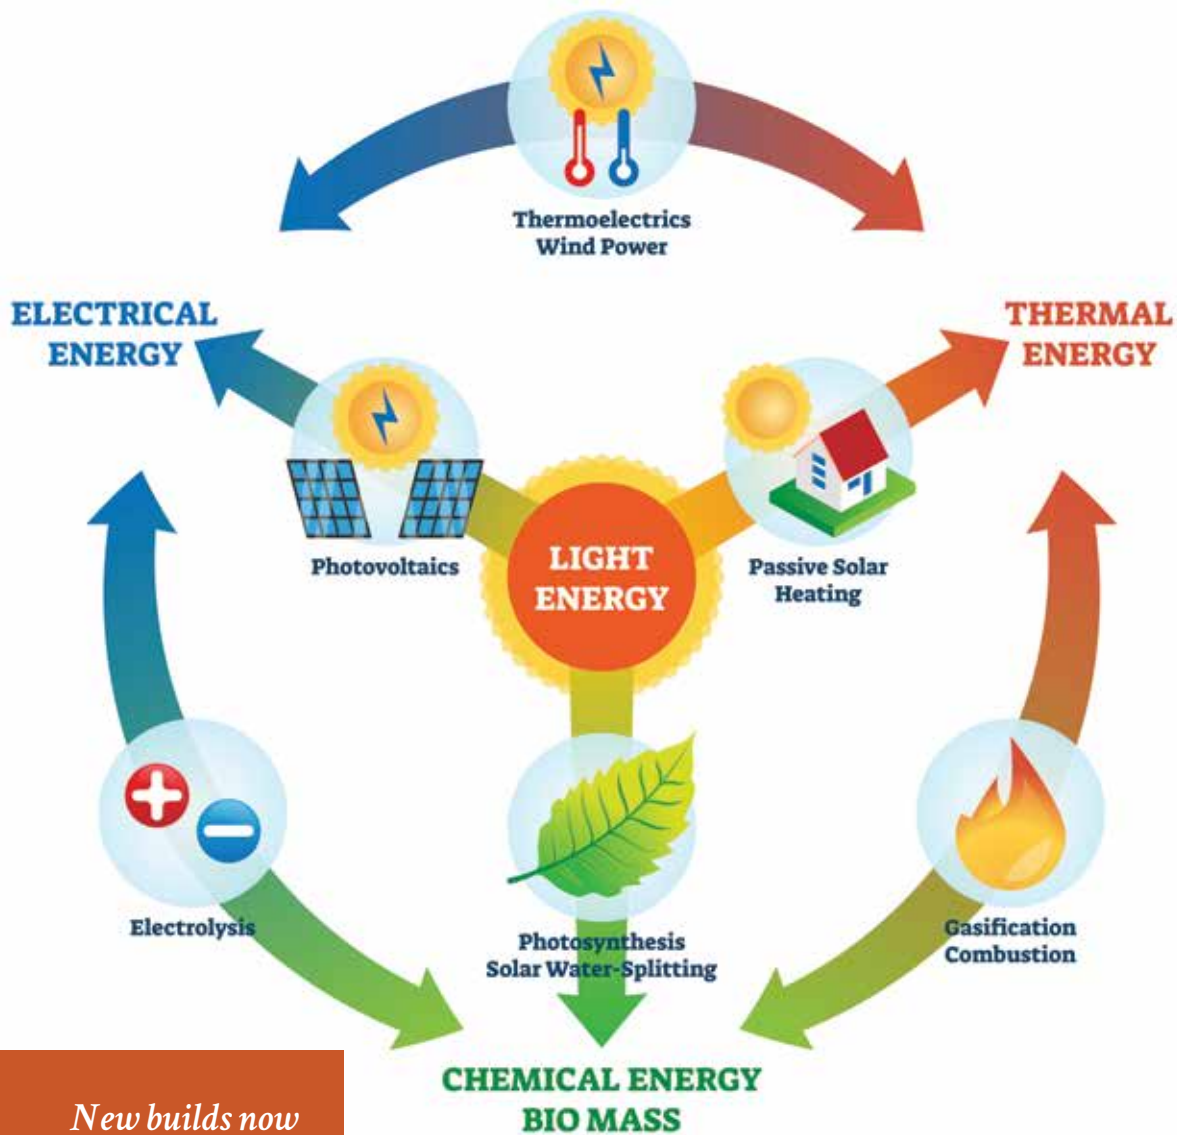 Thermoelectrics
Wind Power
ELECTRICAL
ENERGY
THERMAL
ENERGY
Photovoltaics
LIGHT
ENERGY
Passive Solar
Heating
Electrolysis
Photosynthesis
Solar Water-Splitting
Gasification
Combustion
CHEMICAL ENERGY
BIO MASS
New builds now